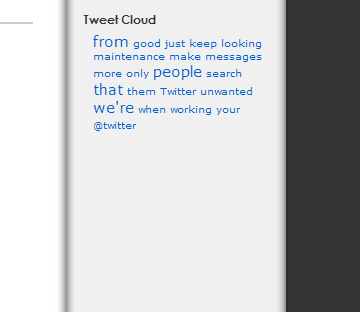 Tweet Cloud
from good just keep looking
maintenance make messages
more only people search
that them Twitter unwanted
we're when working your
@twitter